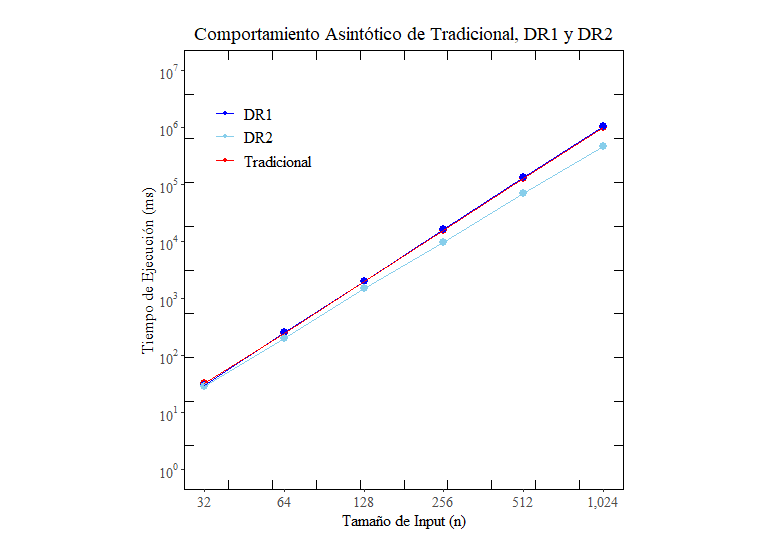 Comportamiento Asintótico de Tradicional, DR1 y DR2
10^7
10^6
10^5
10^4
10^3
10^2
10^1
10^0
Tiempo de Ejecución (ms)
DR1
DR2
Tradicional
32 64 128 256 512 1,024
Tamaño de Input (n)